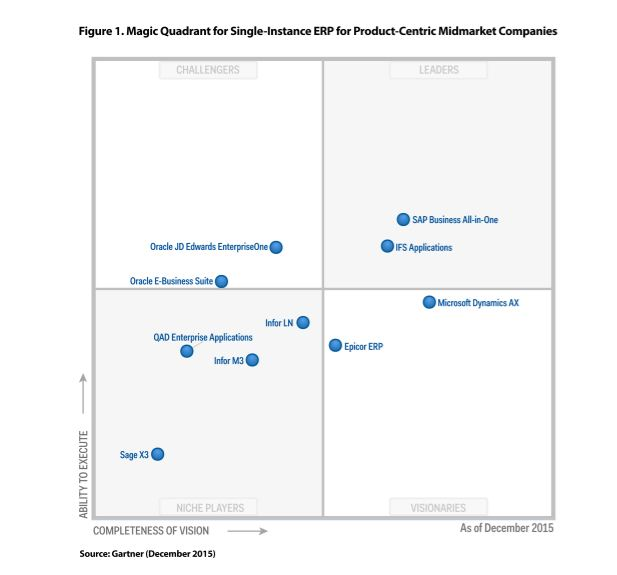 Figure 1. Magic Quadrant for Single-Instance ERP for Product-Centric Midmarket Companies
CHALLENGERS
LEADERS
SAP Business All-in-One
Oracle JD Edwards EnterpriseOne
IFS Applications
Oracle E-Business Suite
Microsoft Dynamics AX
Infor LN
QAD Enterprise Applications
Epicor ERP
Infor M3
Sage X3
ABILITY TO EXECUTE
NICHE PLAYERS
VISIONARIES
COMPLETENESS OF VISION
As of December 2015
Source: Gartner (December 2015)